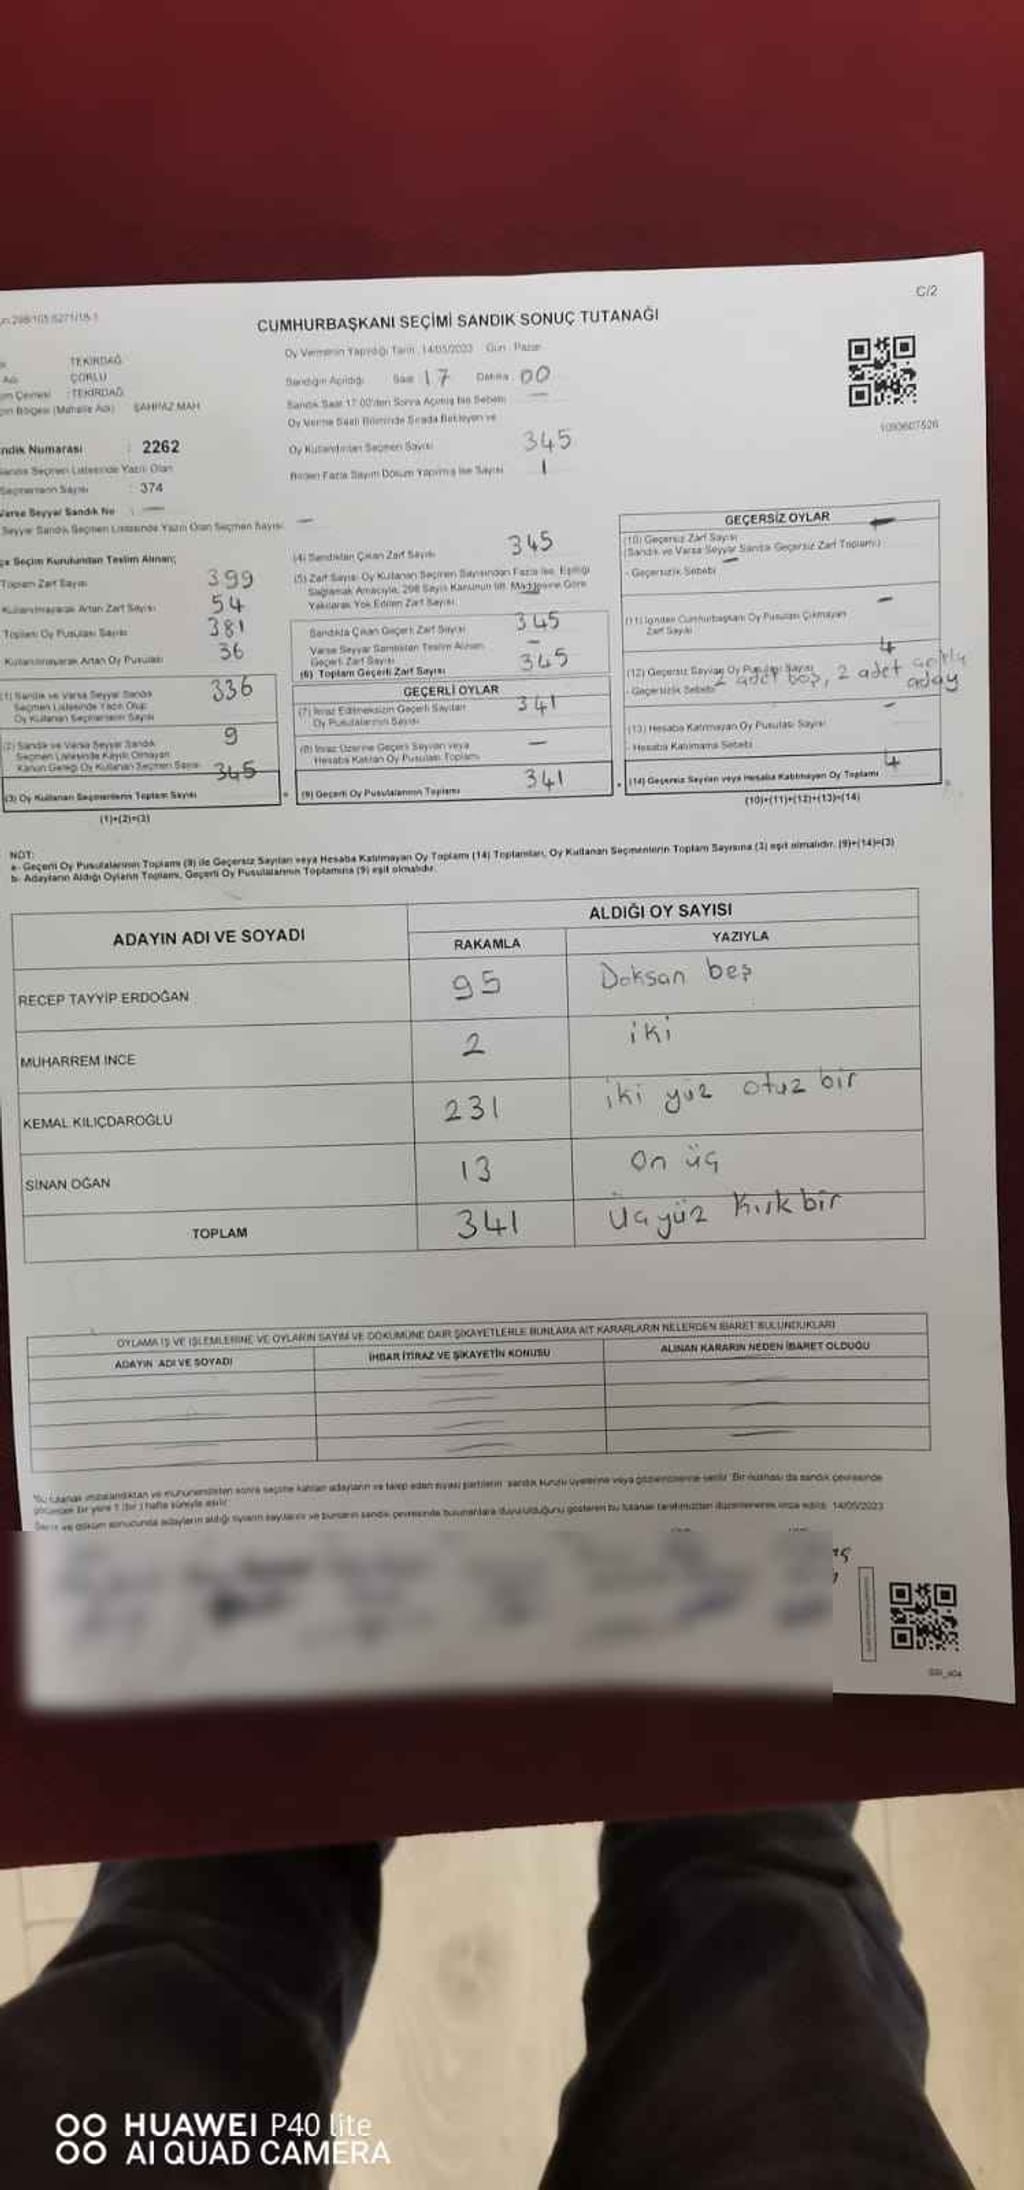 C/2
CUMHURBAŞKANI SEÇİMİ SANDIK SONUÇ TUTANAĞI
TEKİRDAĞ
ÇORLU
TEKİRDAĞ
(Mahalle Adı) ŞAHPAZ MAH
Oy Vermenin Yapıldığı Tarih : 14/05/2023 Gün : Pazar
Sandığın Açıldığı Saat : 17 Dakika : 00
Sandık Saat 17:00'den Sonra Açılmış İse Sebebi
Oy Verme Saati Bitiminde Sırada Bekleyen ve
Oy Kullandırılan Seçmen Sayısı 345
Birden Fazla Sayım Döküm Yapılmış İse Sayısı 1
1090607526
ndık Numarası : 2262
Sandık Seçmen Listesinde Yazılı Olan
Seçmenlerin Sayısı : 374
Varsa Seyyar Sandık No : —
Seyyar Sandık Seçmen Listesinde Yazılı Olan Seçmen Sayısı: —
çe Seçim Kurulundan Teslim Alınan;
Toplam Zarf Sayısı 399
Kullanılmayarak Artan Zarf Sayısı 54
Toplam Oy Pusulası Sayısı 381
Kullanılmayarak Artan Oy Pusulası 36
(1) Sandık ve Varsa Seyyar Sandık
Seçmen Listesinde Yazılı Olup
Oy Kullanan Seçmenlerin Sayısı 336
(2) Sandık ve Varsa Seyyar Sandık
Seçmen Listesinde Kayıtlı Olmayan
Kanun Gereği Oy Kullanan Seçmen Sayısı 9
(3) Oy Kullanan Seçmenlerin Toplam Sayısı 345
(1)+(2)=(3)
(4) Sandıktan Çıkan Zarf Sayısı 345
(5) Zarf Sayısı Oy Kullanan Seçmen Sayısından Fazla İse, Eşitliği
Sağlamak Amacıyla, 298 Sayılı Kanunun 98. Maddesine Göre
Yakılarak Yok Edilen Zarf Sayısı —
Sandıkta Çıkan Geçerli Zarf Sayısı 345
Varsa Seyyar Sandıktan Teslim Alınan
Geçerli Zarf Sayısı —
(6) Toplam Geçerli Zarf Sayısı 345
GEÇERLİ OYLAR
(7) İtiraz Edilmeksizin Geçerli Sayılan
Oy Pusulalarının Sayısı 341
(8) İtiraz Üzerine Geçerli Sayılan veya
Hesaba Katılan Oy Pusulası Toplamı —
(9) Geçerli Oy Pusulalarının Toplamı 341
GEÇERSİZ OYLAR
(10) Geçersiz Zarf Sayısı —
(Sandık ve Varsa Seyyar Sandık Geçersiz Zarf Toplamı)
- Geçersizlik Sebebi —
(11) İçinden Cumhurbaşkanı Oy Pusulası Çıkmayan
Zarf Sayısı —
(12) Geçersiz Sayılan Oy Pusulası Sayısı 4
- Geçersizlik Sebebi 2 adet boş, 2 adet
aday
(13) Hesaba Katılmayan Oy Pusulası Sayısı —
- Hesaba Katılmama Sebebi
(14) Geçersiz Sayılan veya Hesaba Katılmayan Oy Toplamı 4
(10)+(11)+(12)+(13)=(14)
NOT:
a- Geçerli Oy Pusulalarının Toplamı (9) ile Geçersiz Sayılan veya Hesaba Katılmayan Oy Toplamı (14) Toplamları, Oy Kullanan Seçmenlerin Toplam Sayısına (3) eşit olmalıdır. (9)+(14)=(3)
b- Adayların Aldığı Oyların Toplamı, Geçerli Oy Pusulalarının Toplamına (9) eşit olmalıdır.
ADAYIN ADI VE SOYADI
ALDIĞI OY SAYISI
RAKAMLA YAZIYLA
RECEP TAYYİP ERDOĞAN 95 Doksan beş
MUHARREM İNCE 2 iki
KEMAL KILIÇDAROĞLU 231 iki yüz otuz bir
SİNAN OĞAN 13 On üç
TOPLAM 341 Üçyüz Kırk bir
OYLAMA İŞ VE İŞLEMLERİNE VE OYLARIN SAYIM VE DÖKÜMÜNE DAİR ŞİKAYETLERLE BUNLARA AİT KARARLARIN NELERDEN İBARET BULUNDUKLARI
ADAYIN ADI VE SOYADI İHBAR İTİRAZ VE ŞİKAYETİN KONUSU ALINAN KARARIN NEDEN İBARET OLDUĞU
HUAWEI P40 lite
AI QUAD CAMERA